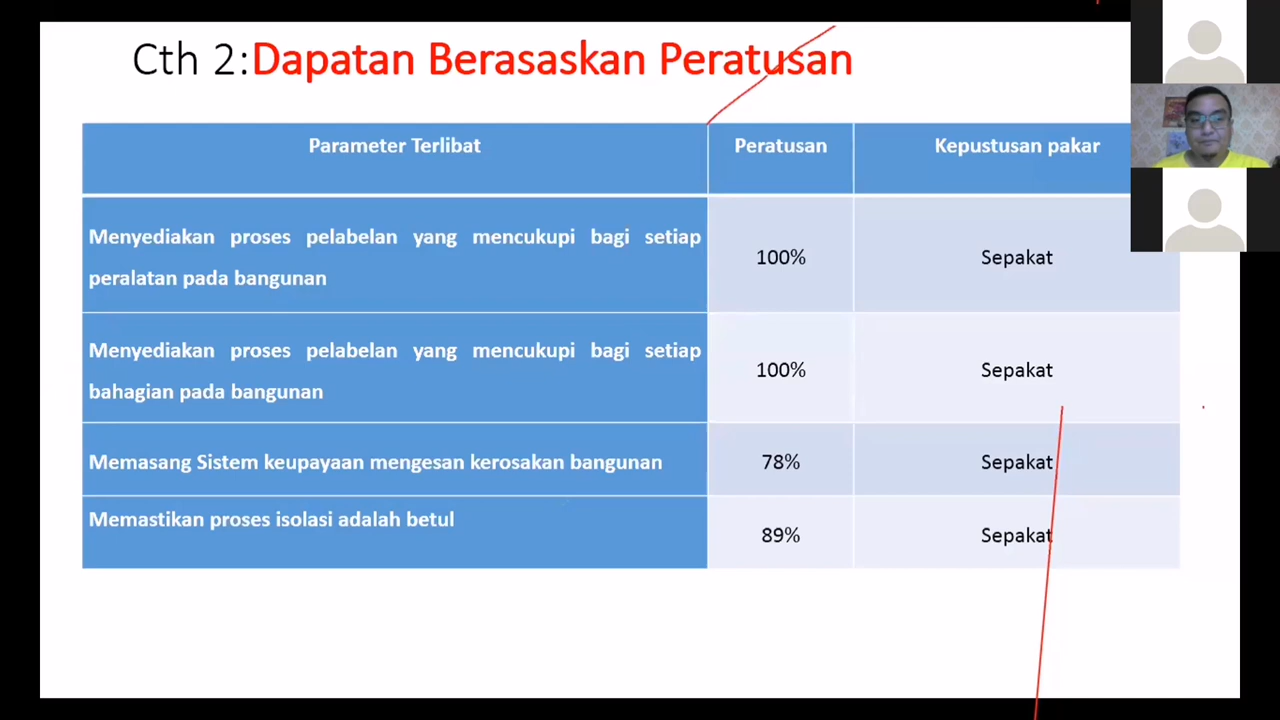 Cth 2:Dapatan Berasaskan Peratusan
Parameter Terlibat
Peratusan
Kepustusan pakar
Menyediakan proses pelabelan yang mencukupi bagi setiap
peralatan pada bangunan
100%
Sepakat
Menyediakan proses pelabelan yang mencukupi bagi setiap
bahagian pada bangunan
100%
Sepakat
Memasang Sistem keupayaan mengesan kerosakan bangunan
78%
Sepakat
Memastikan proses isolasi adalah betul
89%
Sepakat